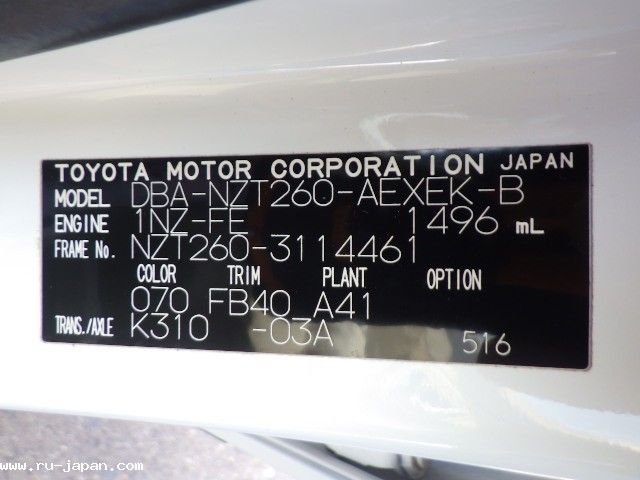 TOYOTA MOTOR CORPORATION JAPAN
MODEL DBA-NZT260-AEXEK-B
ENGINE 1NZ-FE 1496 mL
FRAME No. NZT260-3114461
COLOR TRIM PLANT OPTION
070 FB40 A41
TRANS./AXLE K310 -03A 516
www.ru-japan.com